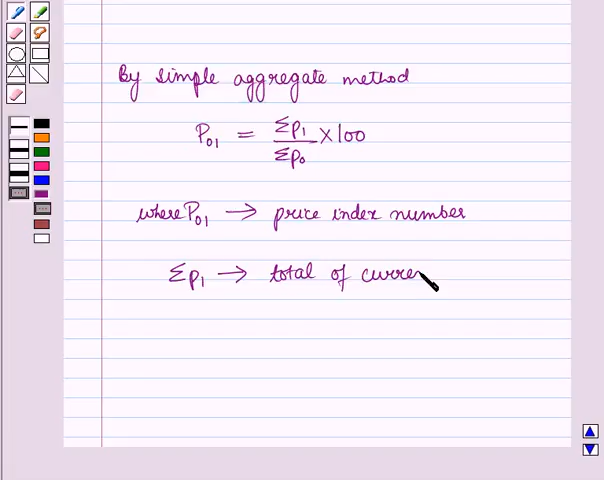 By simple aggregate method
P₀₁ = Σp₁/Σp₀ × 100
where P₀₁ → price index number
Σp₁ → total of curren